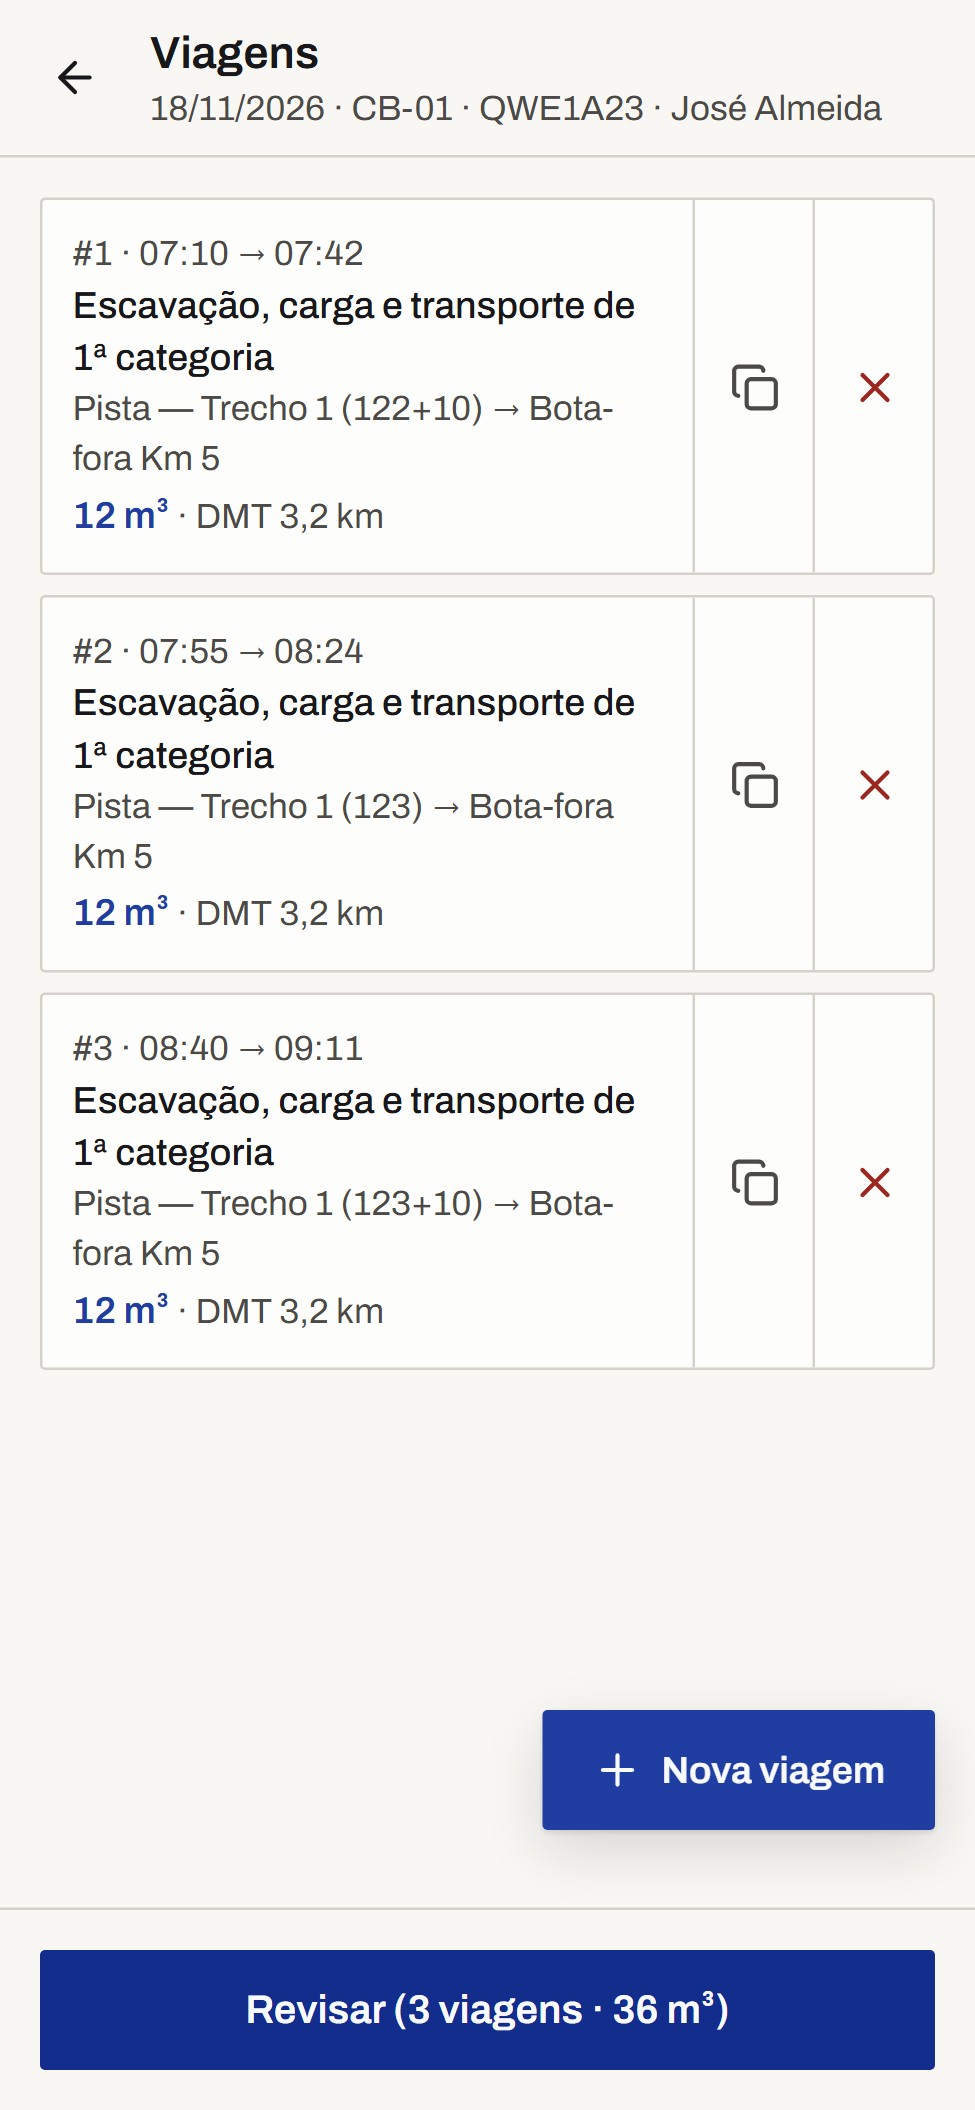 Viagens
18/11/2026 · CB-01 · QWE1A23 · José Almeida
#1 · 07:10 → 07:42
Escavação, carga e transporte de
1ª categoria
Pista — Trecho 1 (122+10) → Bota-
fora Km 5
12 m³ · DMT 3,2 km
#2 · 07:55 → 08:24
Escavação, carga e transporte de
1ª categoria
Pista — Trecho 1 (123) → Bota-fora
Km 5
12 m³ · DMT 3,2 km
#3 · 08:40 → 09:11
Escavação, carga e transporte de
1ª categoria
Pista — Trecho 1 (123+10) → Bota-
fora Km 5
12 m³ · DMT 3,2 km
Nova viagem
Revisar (3 viagens · 36 m³)